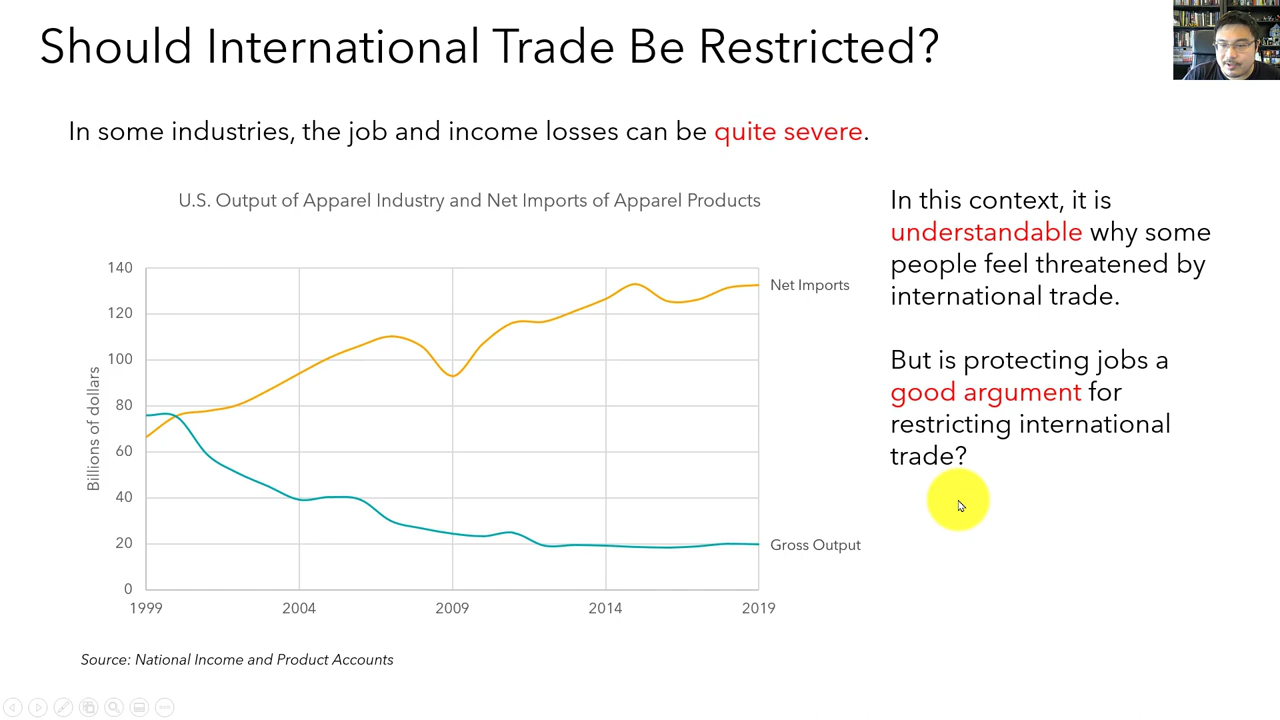 Should International Trade Be Restricted?
In some industries, the job and income losses can be quite severe.
U.S. Output of Apparel Industry and Net Imports of Apparel Products
Billions of dollars
140
120
100
80
60
40
20
0
1999
2004
2009
2014
2019
Net Imports
Gross Output
Source: National Income and Product Accounts
In this context, it is
understandable why some
people feel threatened by
international trade.
But is protecting jobs a
good argument for
restricting international
trade?